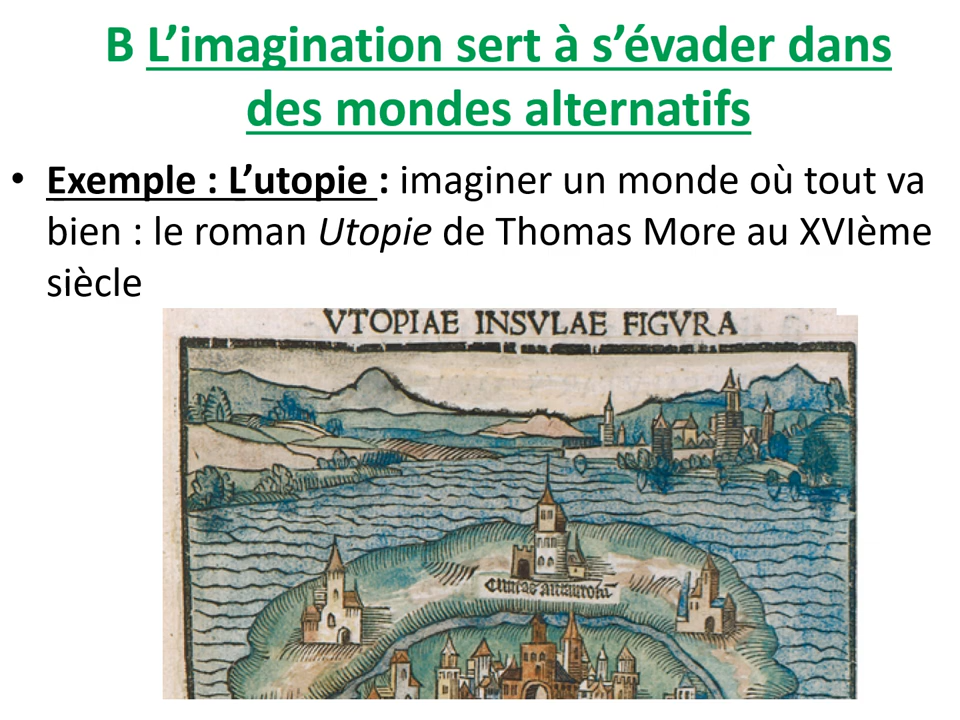 B L’imagination sert à s’évader dans
des mondes alternatifs
• Exemple : L’utopie : imaginer un monde où tout va
bien : le roman Utopie de Thomas More au XVIème
siècle
VTOPIAE INSVLAE FIGVRA